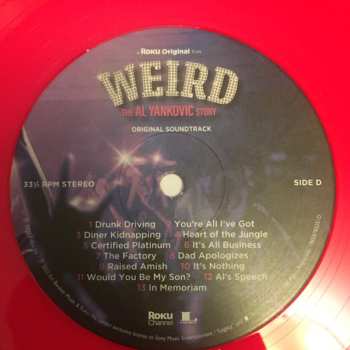 A ROKU Original Film
WEIRD
THE AL YANKOVIC STORY
ORIGINAL SOUNDTRACK
33⅓ RPM STEREO
SIDE D
1 Drunk Driving 2 You're All I've Got
3 Diner Kidnapping 4 Heart of the Jungle
5 Certified Platinum 6 It's All Business
7 The Factory 8 Dad Apologizes
9 Raised Amish 10 It's Nothing
11 Would You Be My Son? 12 Al's Speech
13 In Memoriam
ROKU
Channel